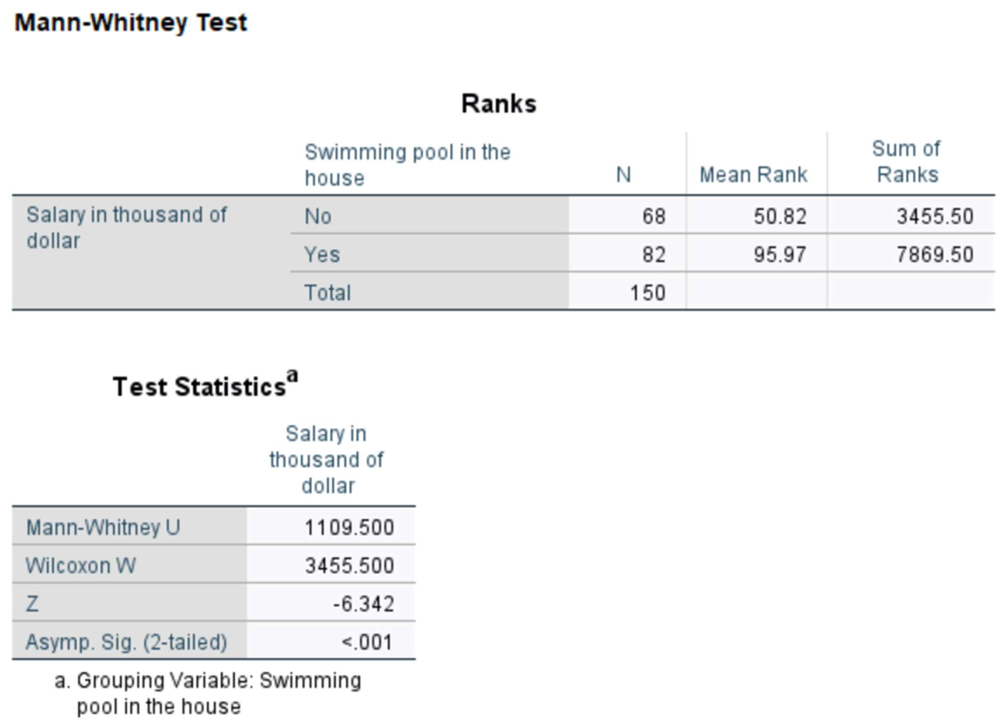 Mann-Whitney Test
Ranks
Swimming pool in the
house
N
Mean Rank
Sum of
Ranks
Salary in thousand of
dollar
No 68 50.82 3455.50
Yes 82 95.97 7869.50
Total 150
Test Statistics^a
Salary in
thousand of
dollar
Mann-Whitney U 1109.500
Wilcoxon W 3455.500
Z -6.342
Asymp. Sig. (2-tailed) <.001
a. Grouping Variable: Swimming
pool in the house